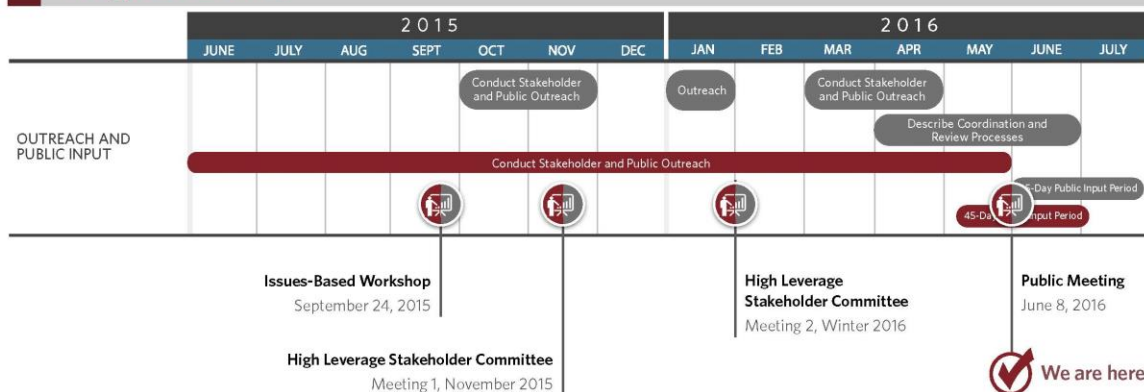 2015
2016
JUNE JULY AUG SEPT OCT NOV DEC JAN FEB MAR APR MAY JUNE JULY
OUTREACH AND
PUBLIC INPUT
Conduct Stakeholder
and Public Outreach
Outreach
Conduct Stakeholder
and Public Outreach
Describe Coordination and
Review Processes
Conduct Stakeholder and Public Outreach
5-Day Public Input Period
45-Da
Input Period
Issues-Based Workshop
September 24, 2015
High Leverage Stakeholder Committee
Meeting 1, November 2015
High Leverage
Stakeholder Committee
Meeting 2, Winter 2016
Public Meeting
June 8, 2016
We are here